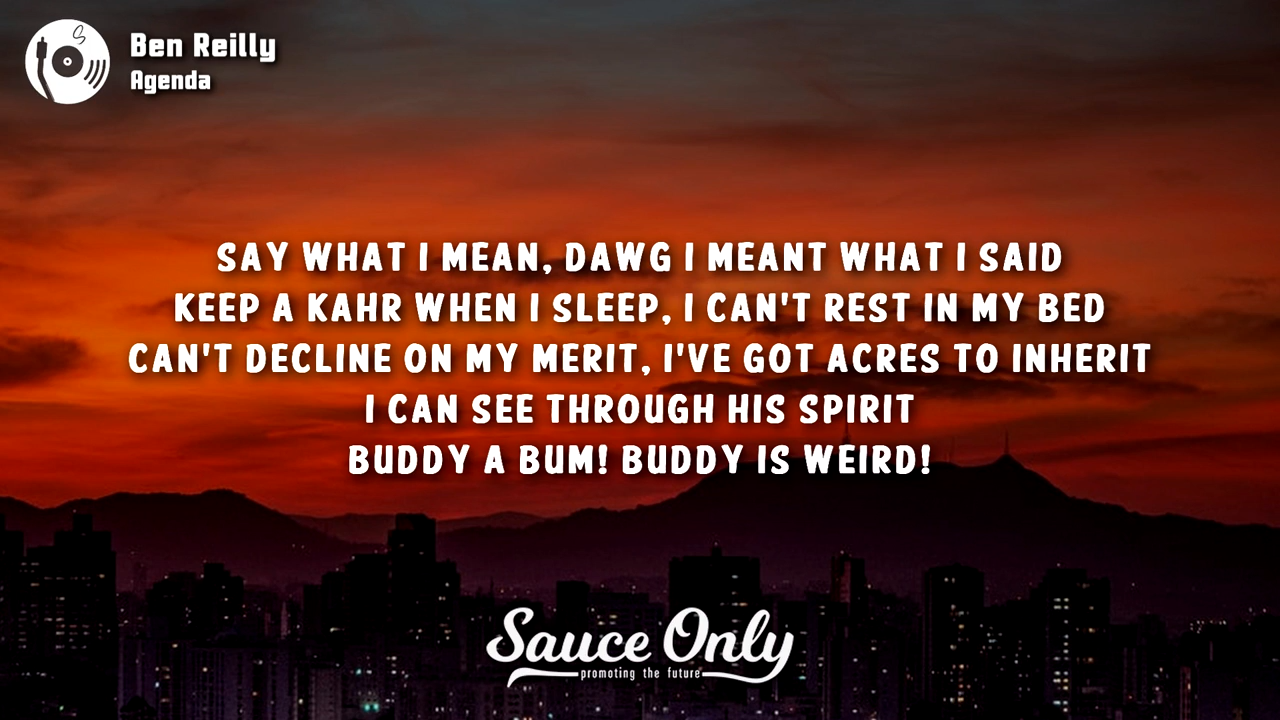 Ben Reilly
Agenda
SAY WHAT I MEAN, DAWG I MEANT WHAT I SAID
KEEP A KAHR WHEN I SLEEP, I CAN'T REST IN MY BED
CAN'T DECLINE ON MY MERIT, I'VE GOT ACRES TO INHERIT
I CAN SEE THROUGH HIS SPIRIT
BUDDY A BUM! BUDDY IS WEIRD!
Sauce Only
promoting the future